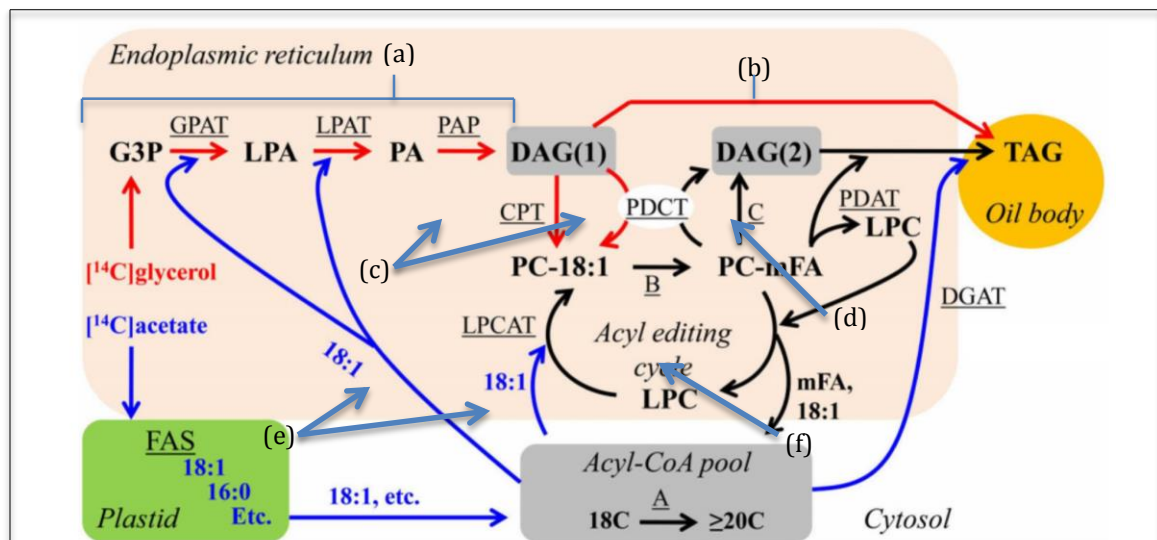 Endoplasmic reticulum
(a)
(b)
GPAT
LPAT
PAP
G3P
LPA
PA
DAG(1)
DAG(2)
TAG
CPT
PDCT
C
PDAT
LPC
Oil body
(c)
PC-18:1
B
PC-mFA
[14C]glycerol
(d)
DGAT
[14C]acetate
LPCAT
Acyl editing
cycle
18:1
18:1
LPC
mFA,
18:1
(e)
(f)
FAS
18:1
16:0
Etc.
Plastid
18:1, etc.
Acyl-CoA pool
A
18C
≥20C
Cytosol